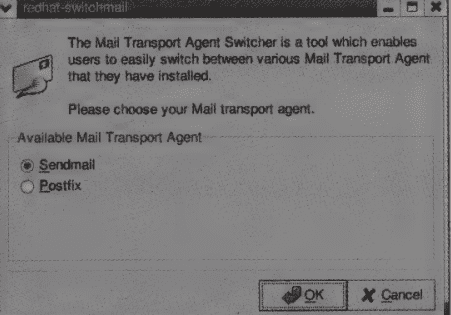 redhat-switchmail
The Mail Transport Agent Switcher is a tool which enables
users to easily switch between various Mail Transport Agent
that they have installed.
Please choose your Mail transport agent.
Available Mail Transport Agent
Sendmail
Postfix
OK
Cancel